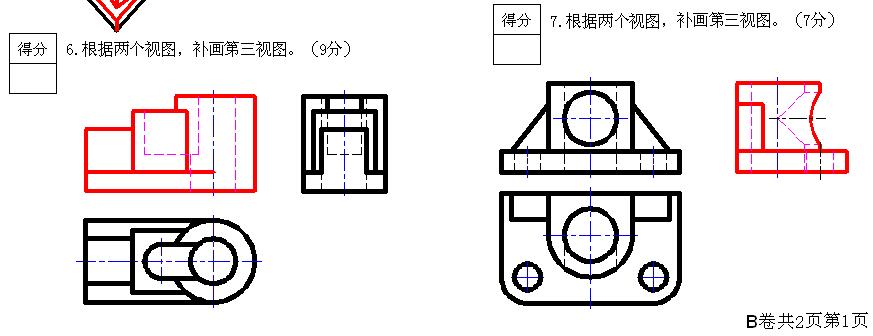 得分
6.根据两个视图，补画第三视图。（9分）
得分
7.根据两个视图，补画第三视图。（7分）
B卷共2页第1页